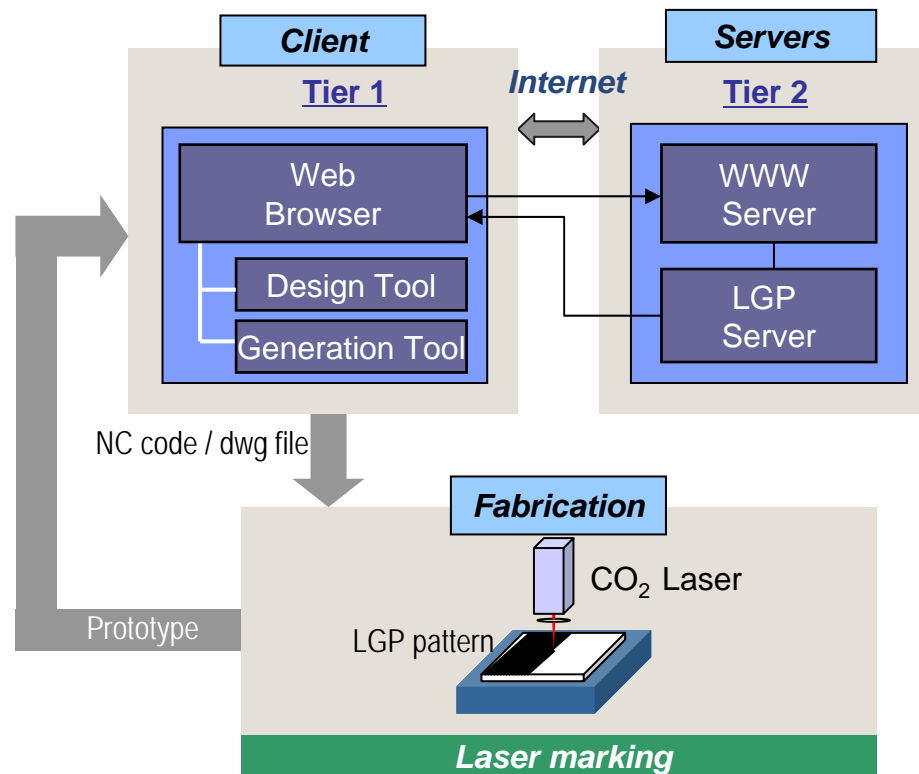 Client
Servers
Tier 1
Internet
Tier 2
Web
Browser
Design Tool
Generation Tool
WWW
Server
LGP
Server
NC code / dwg file
Fabrication
CO₂ Laser
LGP pattern
Prototype
Laser marking